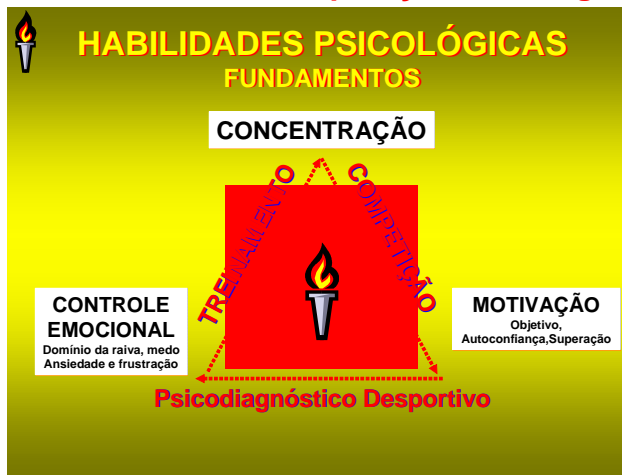 HABILIDADES PSICOLÓGICAS
FUNDAMENTOS
CONCENTRAÇÃO
TREINAMENTO
COMPETIÇÃO
CONTROLE
EMOCIONAL
Domínio da raiva, medo
Ansiedade e frustração
MOTIVAÇÃO
Objetivo,
Autoconfiança,Superação
Psicodiagnóstico Desportivo